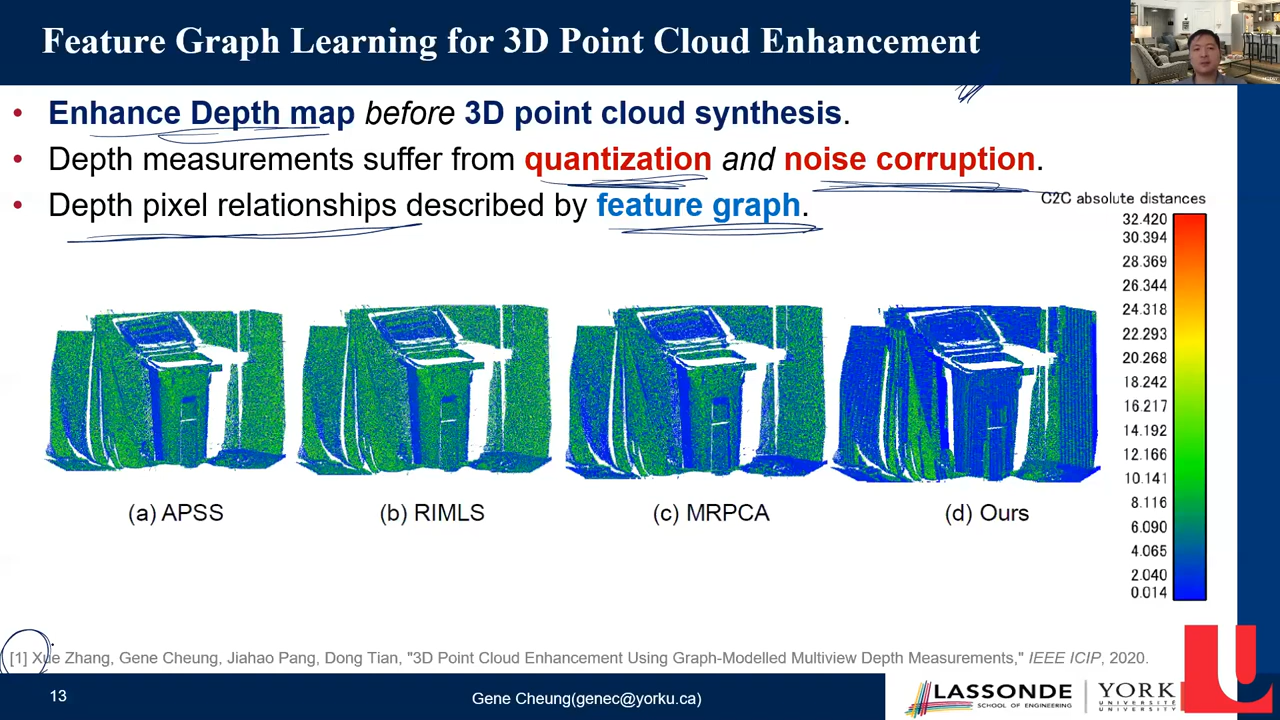 Feature Graph Learning for 3D Point Cloud Enhancement
• Enhance Depth map before 3D point cloud synthesis.
• Depth measurements suffer from quantization and noise corruption.
• Depth pixel relationships described by feature graph.
C2C absolute distances
32.420
30.394
28.369
26.344
24.318
22.293
20.268
18.242
16.217
14.192
12.166
10.141
8.116
6.090
4.065
2.040
0.014
(a) APSS
(b) RIMLS
(c) MRPCA
(d) Ours
[1] Xue Zhang, Gene Cheung, Jiahao Pang, Dong Tian, "3D Point Cloud Enhancement Using Graph-Modelled Multiview Depth Measurements," IEEE ICIP, 2020.
13
Gene Cheung(genec@yorku.ca)
LASSONDE
SCHOOL OF ENGINEERING
YORK
UNIVERSITÉ
UNIVERSITY